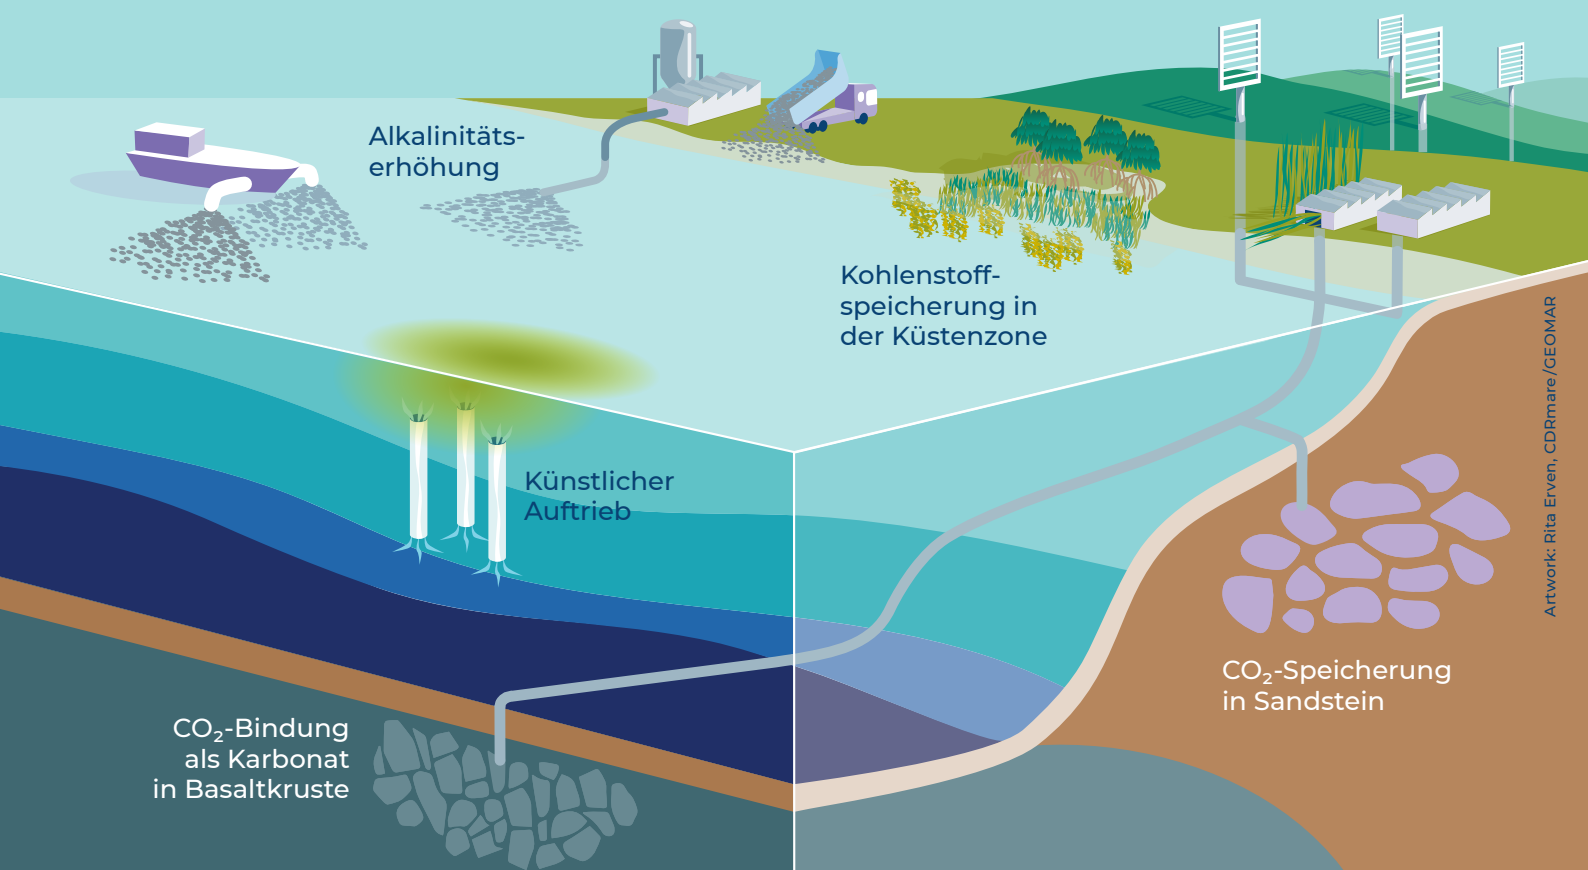 Alkalinitäts-
erhöhung
Kohlenstoff-
speicherung in
der Küstenzone
Künstlicher
Auftrieb
CO₂-Speicherung
in Sandstein
CO₂-Bindung
als Karbonat
in Basaltkruste
Artwork: Rita Erven, CDRmare/GEOMAR